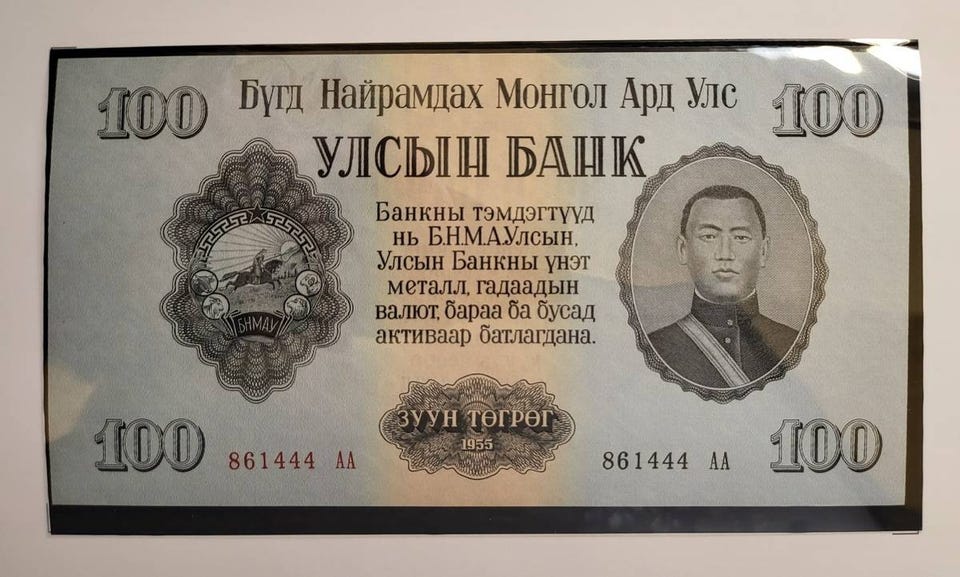 100 Бүгд Найрамдах Монгол Ард Улс 100
УЛСЫН БАНК
Банкны тэмдэгтүүд
нь Б.Н.М.А.Улсын,
Улсын Банкны үнэт
металл, гадаадын
валют, бараа ба бусад
активаар батлагдана.
БНМАУ
ЗУУН ТӨГРӨГ
1955
100 861444 АА 861444 АА 100